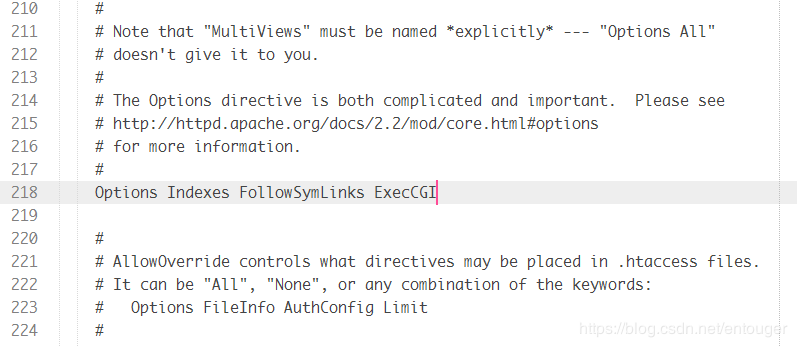 210 #
211 # Note that "MultiViews" must be named *explicitly* --- "Options All"
212 # doesn't give it to you.
213 #
214 # The Options directive is both complicated and important.  Please see
215 # http://httpd.apache.org/docs/2.2/mod/core.html#options
216 # for more information.
217 #
218 Options Indexes FollowSymLinks ExecCGI
219
220 #
221 # AllowOverride controls what directives may be placed in .htaccess files.
222 # It can be "All", "None", or any combination of the keywords:
223 #   Options FileInfo AuthConfig Limit
224 #
https://blog.csdn.net/entouger